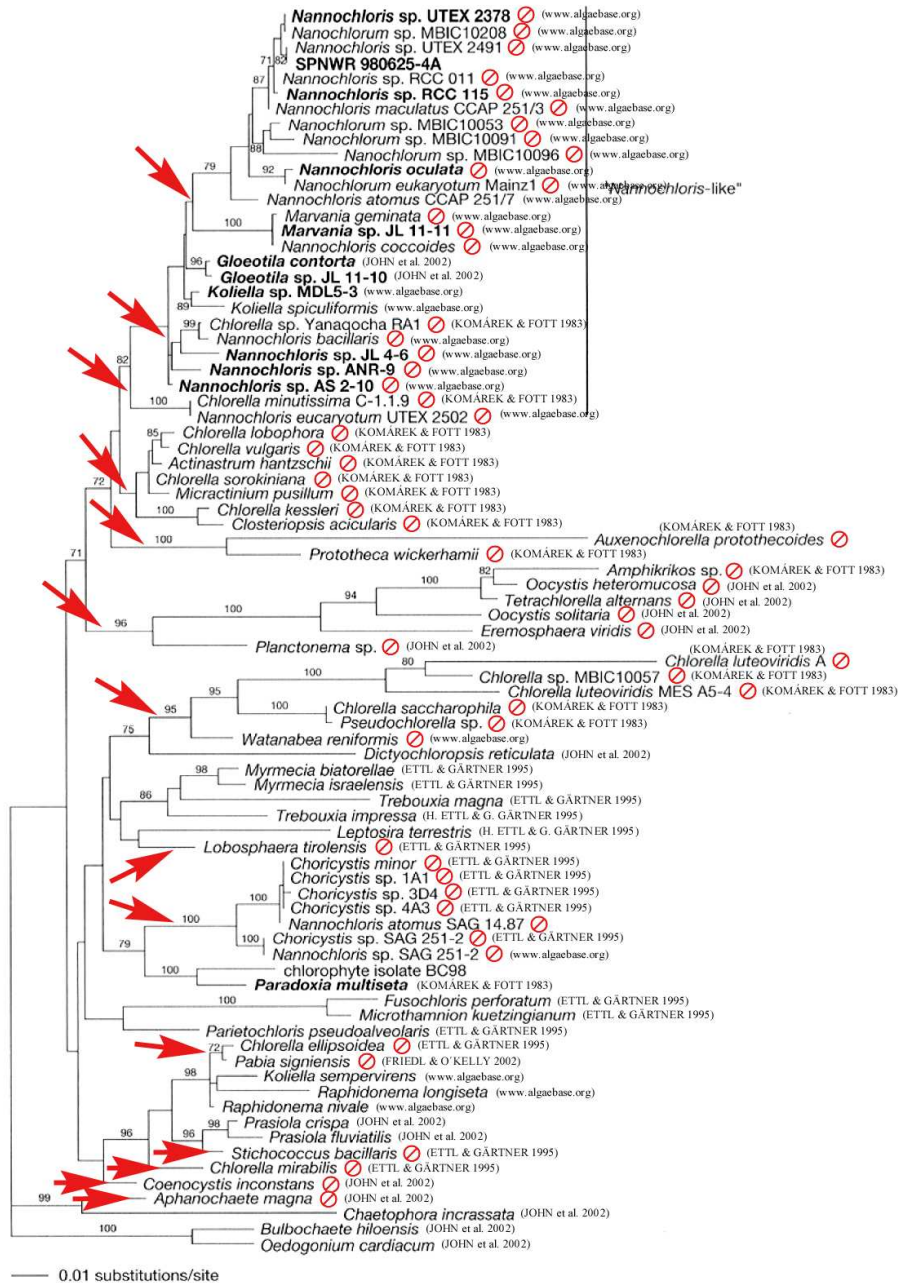 Nannochloris sp. UTEX 2378 (www.algaebase.org)
Nanochlorum sp. MBIC10208 (www.algaebase.org)
Nannochloris sp. UTEX 2491 (www.algaebase.org)
71 82 SPNWR 980625-4A
87 Nannochloris sp. RCC 011 (www.algaebase.org)
Nannochloris sp. RCC 115 (www.algaebase.org)
Nannochloris maculatus CCAP 251/3 (www.algaebase.org)
Nanochlorum sp. MBIC10053 (www.algaebase.org)
Nanochlorum sp. MBIC10091 (www.algaebase.org)
88 Nanochlorum sp. MBIC10096 (www.algaebase.org)
79 92 Nannochloris oculata (www.algaebase.org)
Nanochlorum eukaryotum Mainz1 (www.algaebase.org) "Nannochloris-like"
Nannochloris atomus CCAP 251/7 (www.algaebase.org)
Marvania geminata (www.algaebase.org)
100 Marvania sp. JL 11-11 (www.algaebase.org)
Nannochloris coccoides (www.algaebase.org)
96 Gloeotila contorta (JOHN et al. 2002)
Gloeotila sp. JL 11-10 (JOHN et al. 2002)
Koliella sp. MDL5-3 (www.algaebase.org)
89 Koliella spiculiformis (www.algaebase.org)
99 Chlorella sp. Yanaqocha RA1 (KOMÁREK & FOTT 1983)
Nannochloris bacillaris (www.algaebase.org)
Nannochloris sp. JL 4-6 (www.algaebase.org)
82 Nannochloris sp. ANR-9 (www.algaebase.org)
Nannochloris sp. AS 2-10 (www.algaebase.org)
100 Chlorella minutissima C-1.1.9 (KOMÁREK & FOTT 1983)
Nannochloris eucaryotum UTEX 2502 (www.algaebase.org)
85 Chlorella lobophora (KOMÁREK & FOTT 1983)
Chlorella vulgaris (KOMÁREK & FOTT 1983)
Actinastrum hantzschii (KOMÁREK & FOTT 1983)
72 Chlorella sorokiniana (KOMÁREK & FOTT 1983)
Micractinium pusillum (KOMÁREK & FOTT 1983)
100 Chlorella kessleri (KOMÁREK & FOTT 1983)
Closteriopsis acicularis (KOMÁREK & FOTT 1983)
(KOMÁREK & FOTT 1983)
100 Auxenochlorella protothecoides
71 Prototheca wickerhamii (KOMÁREK & FOTT 1983)
82 Amphikrikos sp. (KOMÁREK & FOTT 1983)
100 Oocystis heteromucosa (JOHN et al. 2002)
94 Tetrachlorella alternans (JOHN et al. 2002)
100 Oocystis solitaria (JOHN et al. 2002)
96 Eremosphaera viridis (JOHN et al. 2002)
Planctonema sp. (JOHN et al. 2002)
(KOMÁREK & FOTT 1983)
80 Chlorella luteoviridis A
100 Chlorella sp. MBIC10057 (KOMÁREK & FOTT 1983)
Chlorella luteoviridis MES A5-4 (KOMÁREK & FOTT 1983)
95 95 100 Chlorella saccharophila (KOMÁREK & FOTT 1983)
Pseudochlorella sp. (KOMÁREK & FOTT 1983)
75 Watanabea reniformis (www.algaebase.org)
Dictyochloropsis reticulata (JOHN et al. 2002)
98 Myrmecia biatorellae (ETTL & GÄRTNER 1995)
Myrmecia israelensis (ETTL & GÄRTNER 1995)
86 Trebouxia magna (ETTL & GÄRTNER 1995)
Trebouxia impressa (H. ETTL & G. GÄRTNER 1995)
Leptosira terrestris (H. ETTL & G. GÄRTNER 1995)
Lobosphaera tirolensis (ETTL & GÄRTNER 1995)
Choricystis minor (ETTL & GÄRTNER 1995)
Choricystis sp. 1A1 (ETTL & GÄRTNER 1995)
Choricystis sp. 3D4 (ETTL & GÄRTNER 1995)
100 Choricystis sp. 4A3 (ETTL & GÄRTNER 1995)
100 Nannochloris atomus SAG 14.87
100 Choricystis sp. SAG 251-2 (ETTL & GÄRTNER 1995)
79 Nannochloris sp. SAG 251-2 (www.algaebase.org)
100 chlorophyte isolate BC98
Paradoxia multiseta (KOMÁREK & FOTT 1983)
100 Fusochloris perforatum (ETTL & GÄRTNER 1995)
Microthamnion kuetzingianum (ETTL & GÄRTNER 1995)
Parietochloris pseudoalveolaris (ETTL & GÄRTNER 1995)
72 Chlorella ellipsoidea (ETTL & GÄRTNER 1995)
Pabia signiensis (FRIEDL & O´KELLY 2002)
98 Koliella sempervirens (www.algaebase.org)
Raphidonema longiseta (www.algaebase.org)
Raphidonema nivale (www.algaebase.org)
98 Prasiola crispa (JOHN et al. 2002)
96 96 Prasiola fluviatilis (JOHN et al. 2002)
Stichococcus bacillaris (ETTL & GÄRTNER 1995)
Chlorella mirabilis (ETTL & GÄRTNER 1995)
Coenocystis inconstans (JOHN et al. 2002)
99 Aphanochaete magna (JOHN et al. 2002)
Chaetophora incrassata (JOHN et al. 2002)
100 Bulbochaete hiloensis (JOHN et al. 2002)
Oedogonium cardiacum (JOHN et al. 2002)
0.01 substitutions/site